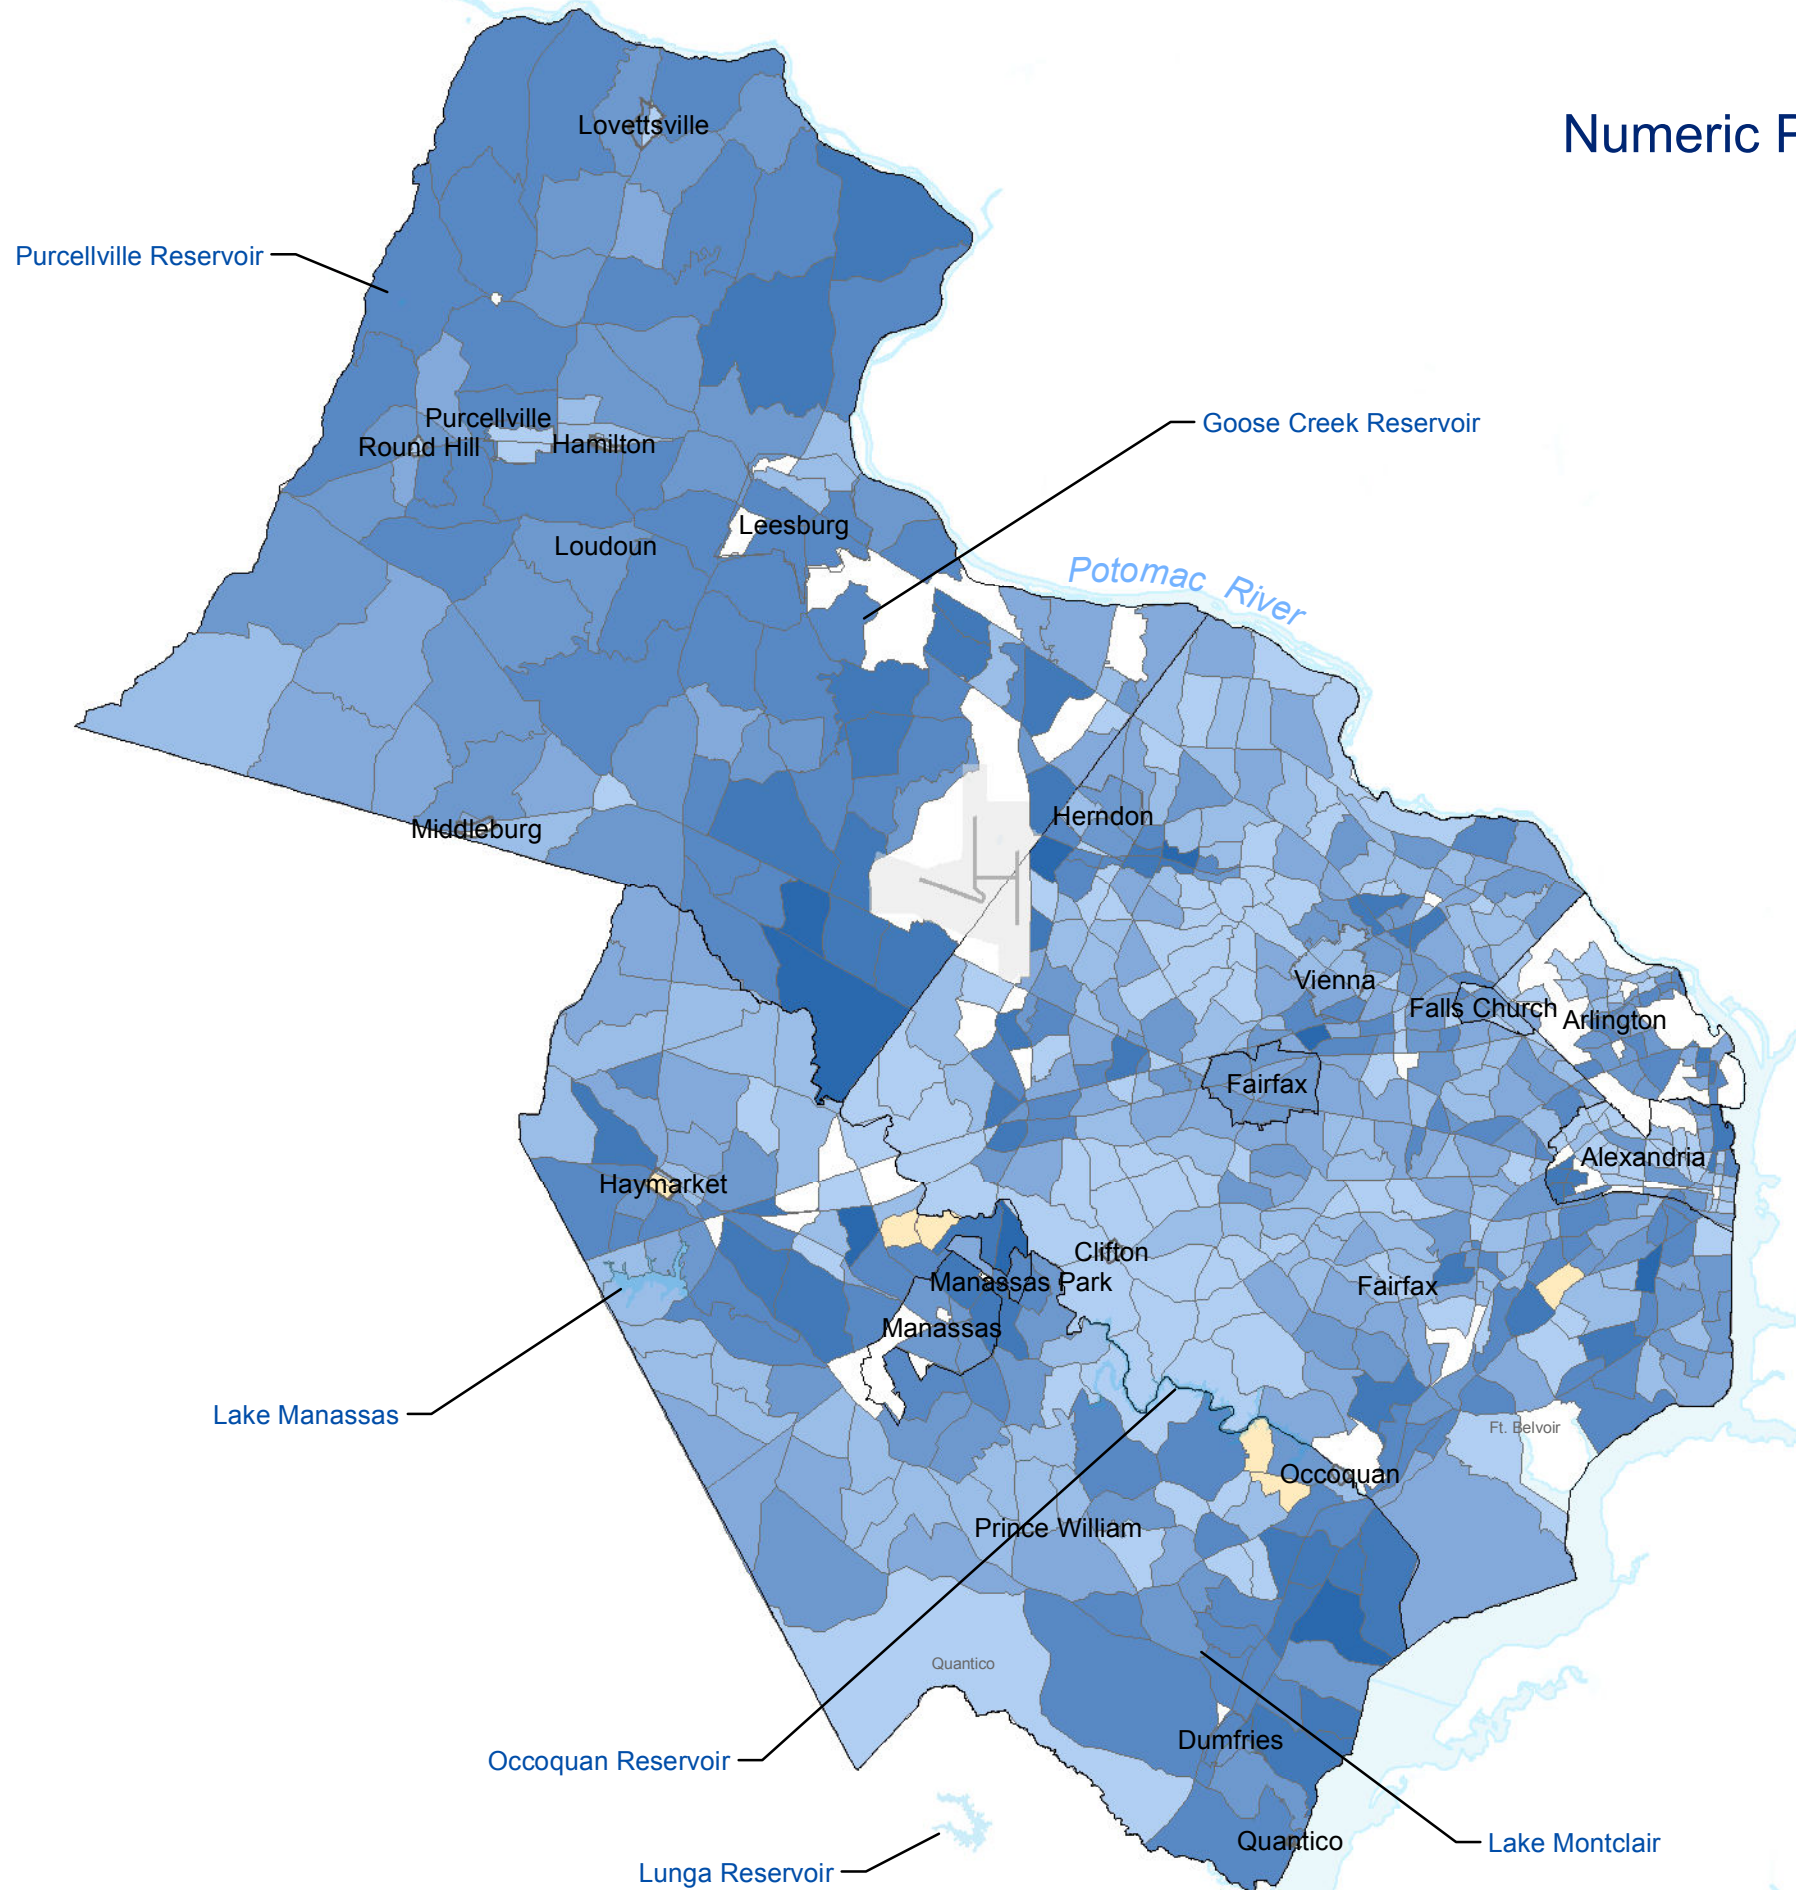 Numeric
Lovettsville
Purcellville Reservoir
Purcellville
Round Hill
Hamilton
Goose Creek Reservoir
Leesburg
Loudoun
Potomac River
Middleburg
Herndon
Vienna
Falls Church
Arlington
Fairfax
Alexandria
Haymarket
Clifton
Manassas Park
Fairfax
Manassas
Lake Manassas
Ft. Belvoir
Occoquan
Prince William
Quantico
Dumfries
Occoquan Reservoir
Quantico
Lake Montclair
Lunga Reservoir